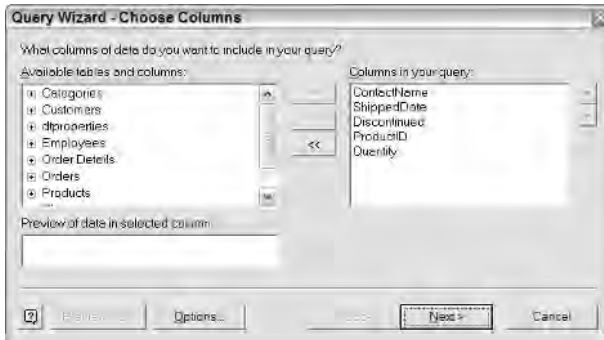 Query Wizard - Choose Columns
What columns of data do you want to include in your query?
Available tables and columns:
Categories
Customers
dtproperties
Employees
Order Details
Orders
Products
<<
Columns in your query:
ContactName
ShippedDate
Discontinued
ProductID
Quantity
Preview of data in selected column:
?
Options...
Next >
Cancel